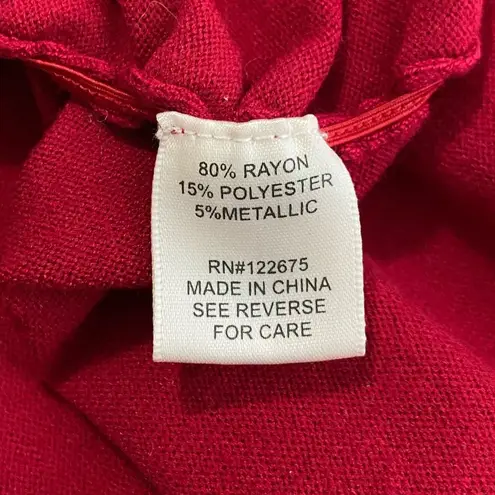 80% RAYON
15% POLYESTER
5%METALLIC
RN#122675
MADE IN CHINA
SEE REVERSE
FOR CARE